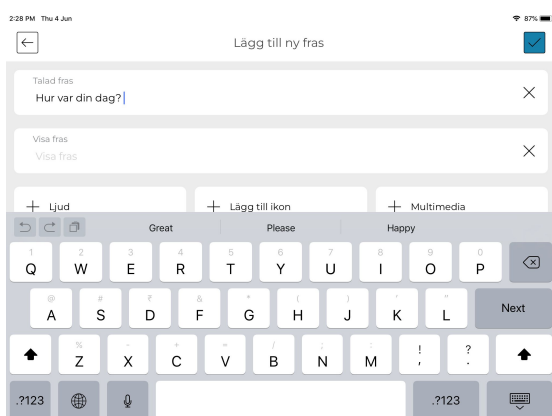 2:28 PM Thu 4 Jun 87%
Lägg till ny fras
Talad fras
Hur var din dag?
Visa fras
Visa fras
Ljud Lägg till ikon Multimedia
Great Please Happy
1 2 3 4 5 6 7 8 9 0
Q W E R T Y U I O P
@ # ₹ & * ( ) ' "
A S D F G H J K L Next
% - + = / ; : ! ?
Z X C V B N M , .
.?123 .?123